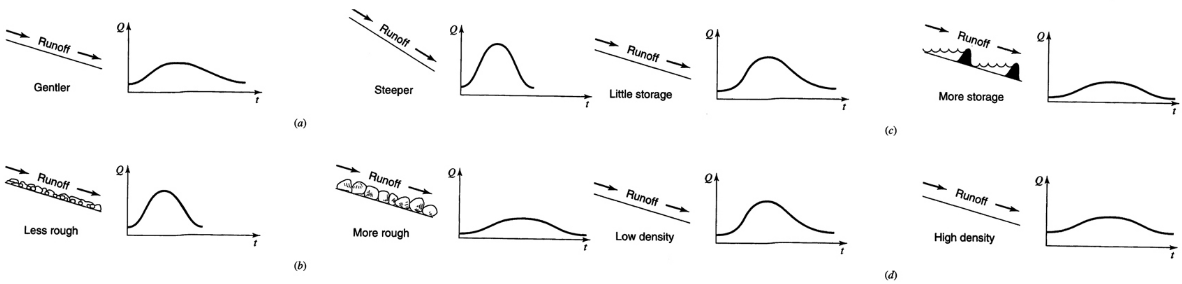 Q
Runoff
Gentler
t
Q
Runoff
Steeper
t
(a)
Q
Runoff
Little storage
t
Q
Runoff
More storage
t
(c)
Q
Runoff
Less rough
t
Q
Runoff
More rough
t
(b)
Q
Runoff
Low density
t
Q
Runoff
High density
t
(d)